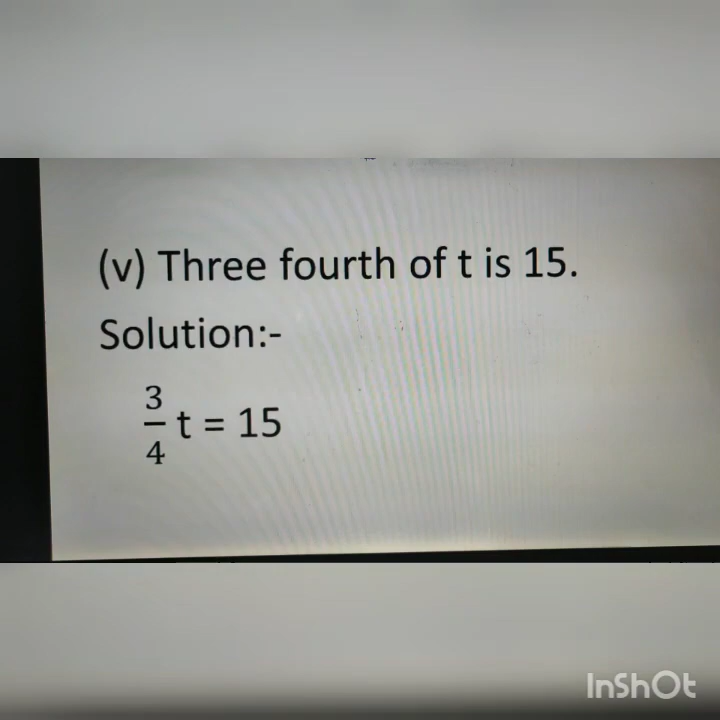 (v) Three fourth of t is 15.
Solution:-
3/4 t = 15
InShOt